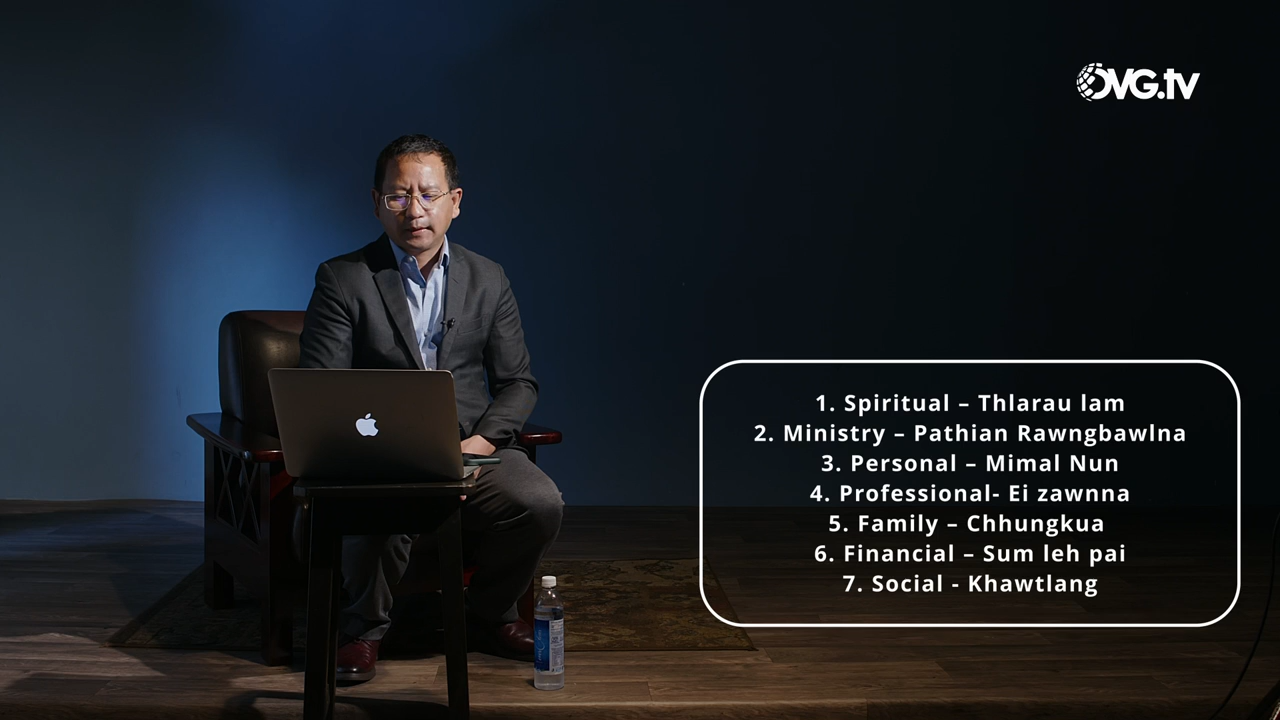 OVG.tv
1. Spiritual – Thlarau lam
2. Ministry – Pathian Rawngbawlna
3. Personal – Mimal Nun
4. Professional- Ei zawnna
5. Family – Chhungkua
6. Financial – Sum leh pai
7. Social - Khawtlang